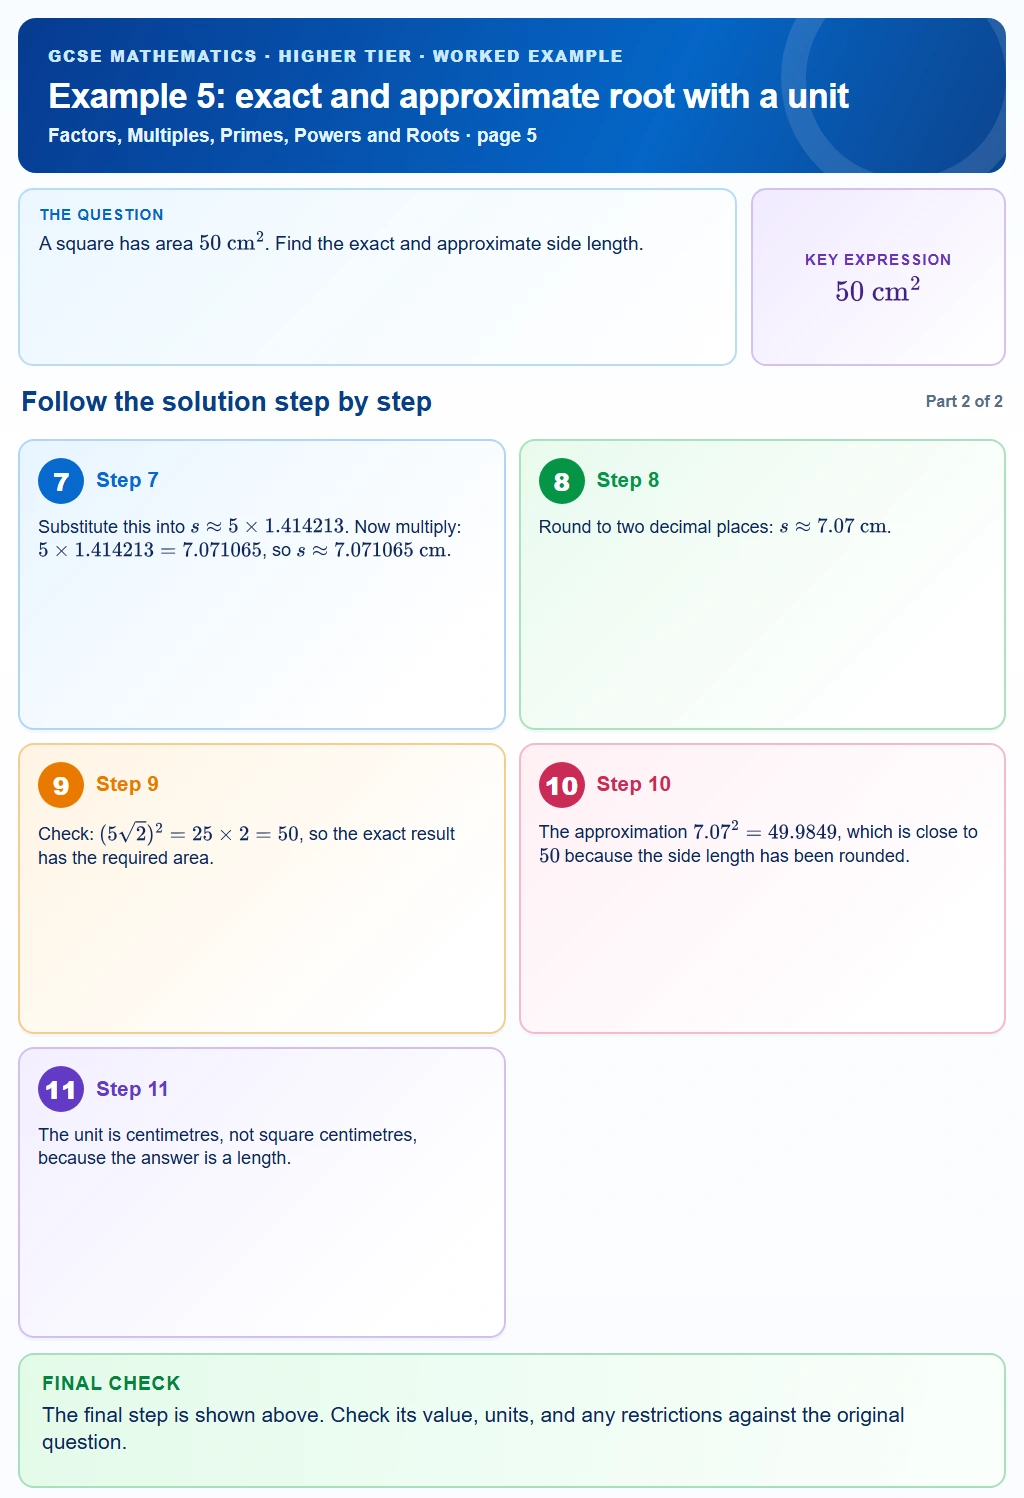 GCSE MATHEMATICS · HIGHER TIER · WORKED EXAMPLE
Example 5: exact and approximate root with a unit
Factors, Multiples, Primes, Powers and Roots · page 5
THE QUESTION
A square has area 50 cm². Find the exact and approximate side length.
KEY EXPRESSION
50 cm²
Follow the solution step by step
Part 2 of 2
7 Step 7
Substitute this into s ≈ 5 × 1.414213. Now multiply:
5 × 1.414213 = 7.071065, so s ≈ 7.071065 cm.
8 Step 8
Round to two decimal places: s ≈ 7.07 cm.
9 Step 9
Check: (5√2)² = 25 × 2 = 50, so the exact result
has the required area.
10 Step 10
The approximation 7.07² = 49.9849, which is close to
50 because the side length has been rounded.
11 Step 11
The unit is centimetres, not square centimetres,
because the answer is a length.
FINAL CHECK
The final step is shown above. Check its value, units, and any restrictions against the original
question.